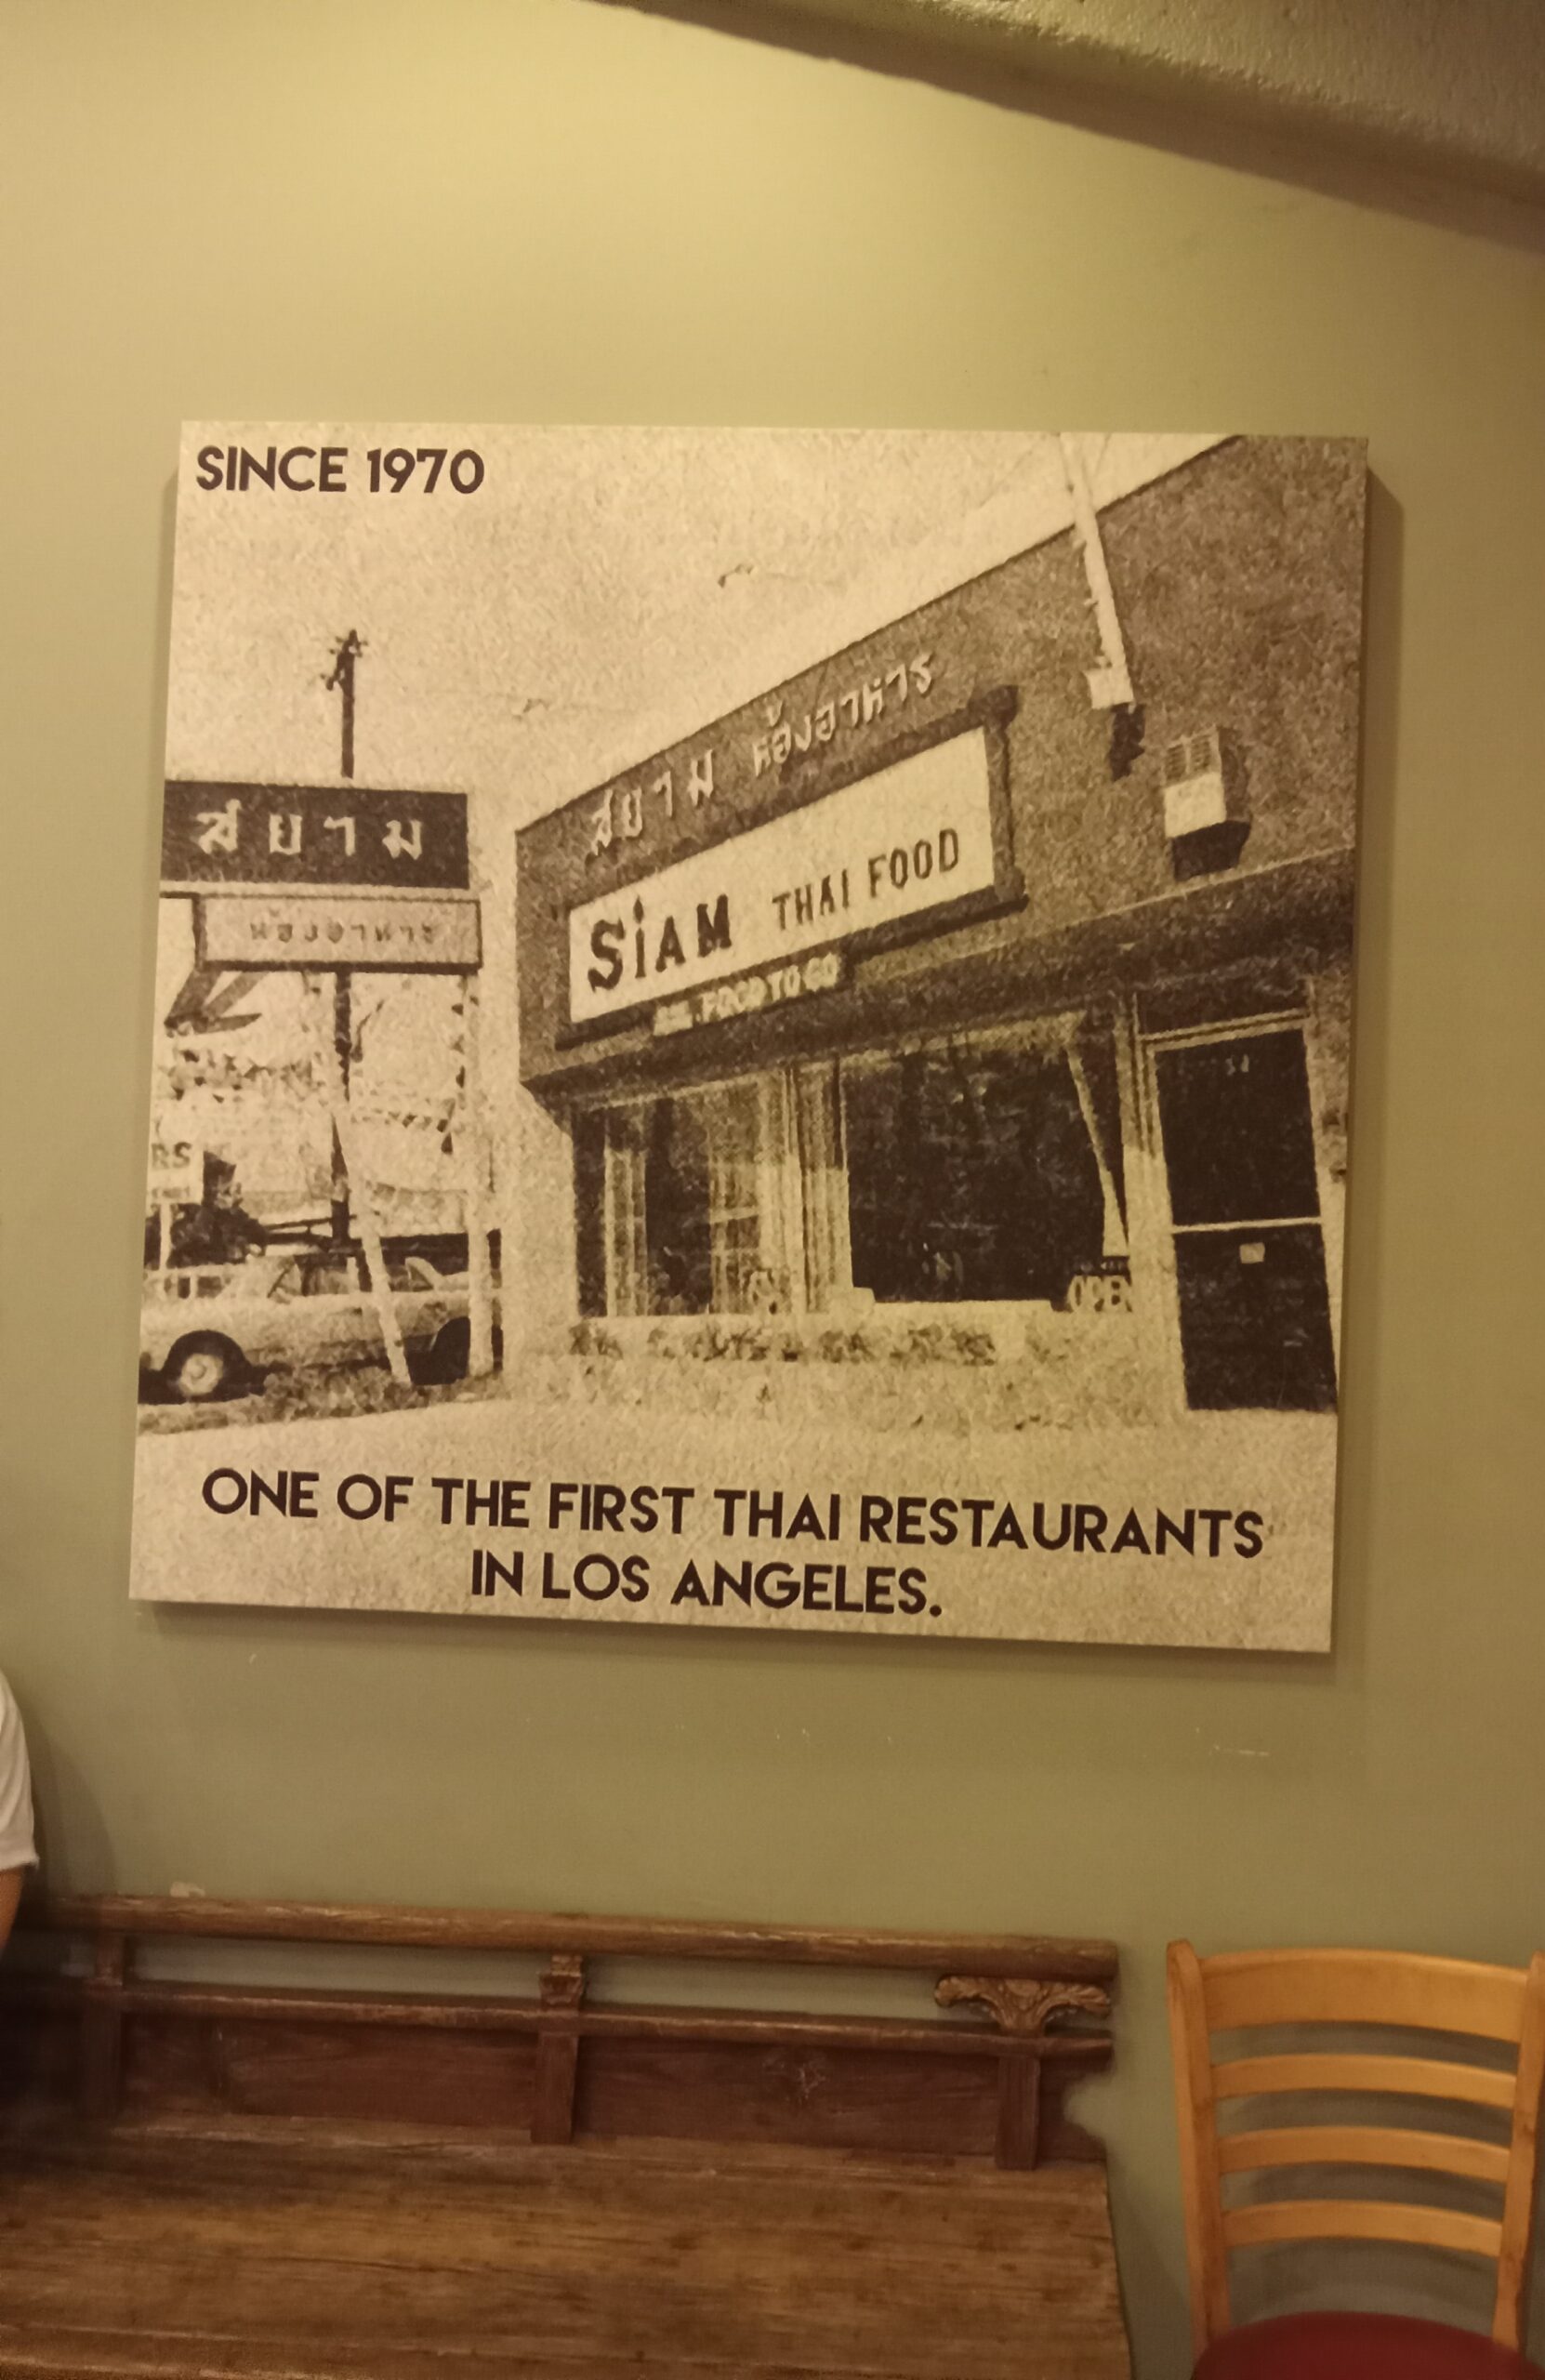 SINCE 1970
สยาม
ห้องอาหาร
สยาม ห้องอาหาร
SiAM THAI FOOD
FOOD TO GO
RS
OPEN
ONE OF THE FIRST THAI RESTAURANTS
IN LOS ANGELES.